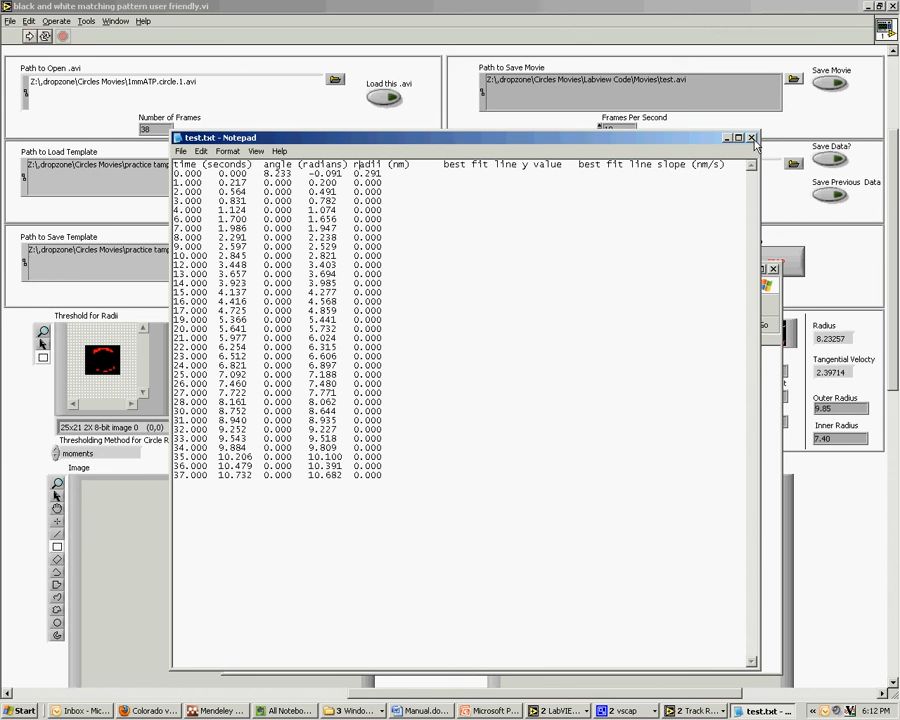 black and white matching pattern user friendly.vi
File Edit Operate Tools Window Help
Path to Open .avi
Z:\,dropzone\Circles Movies\1mmATP.circle.1.avi
Load this .avi
Number of Frames
38
Path to Save Movie
Z:\,dropzone\Circles Movies\Labview Code\Movies\test.avi
Save Movie
Frames Per Second
Path to Load Template
Z:\,dropzone\Circles Movies\practice tamp
Save Data?
Save Previous Data
Path to Save Template
Z:\,dropzone\Circles Movies\practice tam
test.txt - Notepad
File Edit Format View Help
time (seconds) angle (radians) radii (nm) best fit line y value best fit line slope (nm/s)
0.000 0.000 8.233 -0.091 0.291
1.000 0.217 0.000 0.200 0.000
2.000 0.564 0.000 0.491 0.000
3.000 0.831 0.000 0.782 0.000
4.000 1.124 0.000 1.074 0.000
6.000 1.700 0.000 1.656 0.000
7.000 1.986 0.000 1.947 0.000
8.000 2.291 0.000 2.238 0.000
9.000 2.597 0.000 2.529 0.000
10.000 2.845 0.000 2.821 0.000
12.000 3.448 0.000 3.403 0.000
13.000 3.657 0.000 3.694 0.000
14.000 3.923 0.000 3.985 0.000
15.000 4.137 0.000 4.277 0.000
16.000 4.416 0.000 4.568 0.000
17.000 4.725 0.000 4.859 0.000
19.000 5.366 0.000 5.441 0.000
20.000 5.641 0.000 5.732 0.000
21.000 5.977 0.000 6.024 0.000
22.000 6.254 0.000 6.315 0.000
23.000 6.512 0.000 6.606 0.000
24.000 6.821 0.000 6.897 0.000
25.000 7.092 0.000 7.188 0.000
26.000 7.460 0.000 7.480 0.000
27.000 7.722 0.000 7.771 0.000
28.000 8.161 0.000 8.062 0.000
30.000 8.752 0.000 8.644 0.000
31.000 8.940 0.000 8.935 0.000
32.000 9.252 0.000 9.227 0.000
33.000 9.543 0.000 9.518 0.000
34.000 9.884 0.000 9.809 0.000
35.000 10.206 0.000 10.100 0.000
36.000 10.479 0.000 10.391 0.000
37.000 10.732 0.000 10.682 0.000
Threshold for Radii
25x21 2X 8-bit image 0 (0,0)
Thresholding Method for Circle R
moments
Image
Radius
8.23257
Tangential Velocty
2.39714
Outer Radius
9.85
Inner Radius
7.40
Start Inbox - Mic... Colorado v... Mendeley ... All Notebo... 3 Window... Manual.do... Microsoft P... 2 LabVIE... 2 vscap 2 Track R... test.txt - ... 6:12 PM